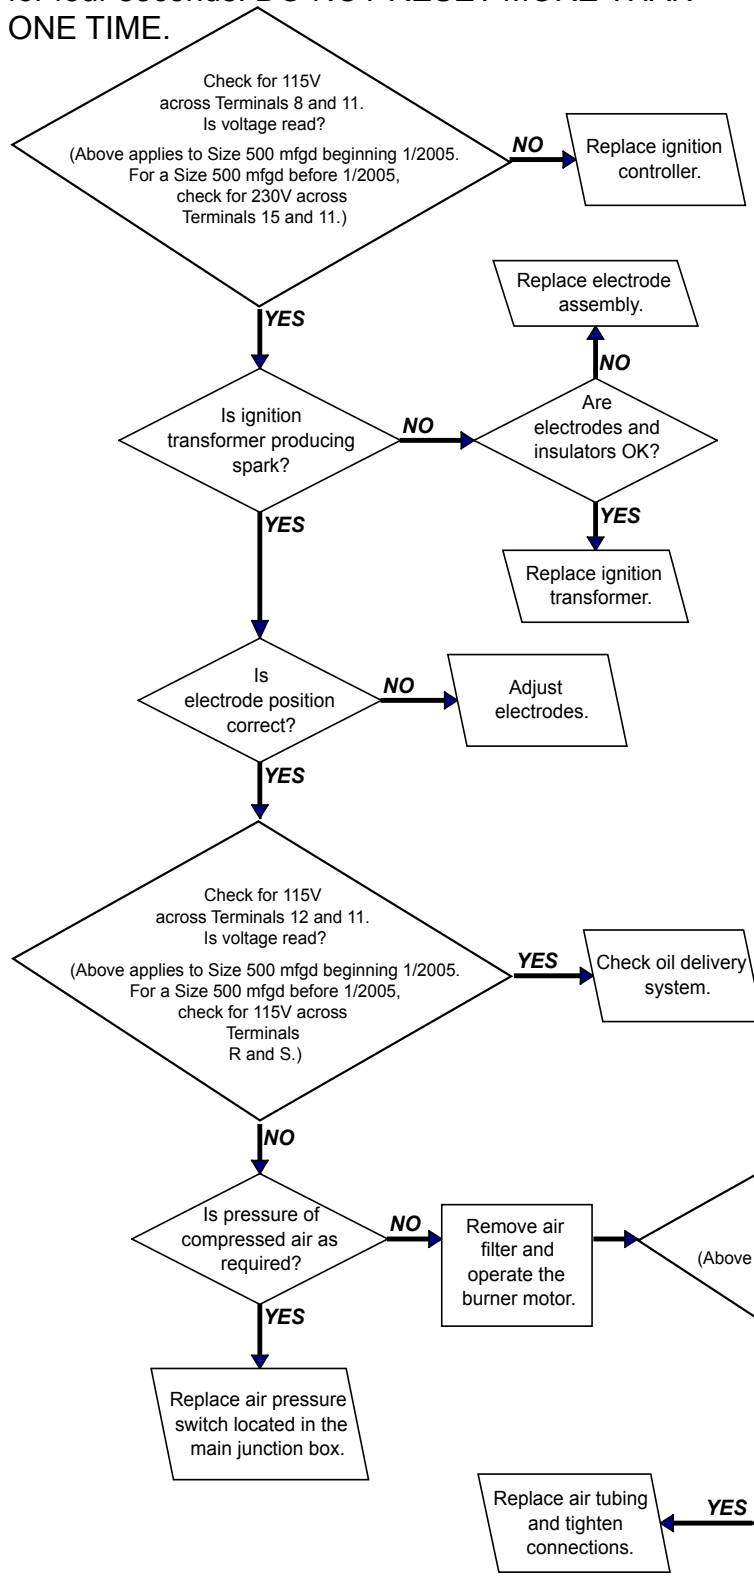 ONE TIME.
Check for 115V
across Terminals 8 and 11.
Is voltage read?
(Above applies to Size 500 mfgd beginning 1/2005.
For a Size 500 mfgd before 1/2005,
check for 230V across
Terminals 15 and 11.)
NO
Replace ignition
controller.
YES
Replace electrode
assembly.
NO
Is ignition
transformer producing
spark?
NO
Are
electrodes and
insulators OK?
YES
YES
Replace ignition
transformer.
Is
electrode position
correct?
NO
Adjust
electrodes.
YES
Check for 115V
across Terminals 12 and 11.
Is voltage read?
(Above applies to Size 500 mfgd beginning 1/2005.
For a Size 500 mfgd before 1/2005,
check for 115V across
Terminals
R and S.)
YES
Check oil delivery
system.
NO
Is pressure of
compressed air as
required?
NO
Remove air
filter and
operate the
burner motor.
(Above
YES
Replace air pressure
switch located in the
main junction box.
Replace air tubing
and tighten
connections.
YES